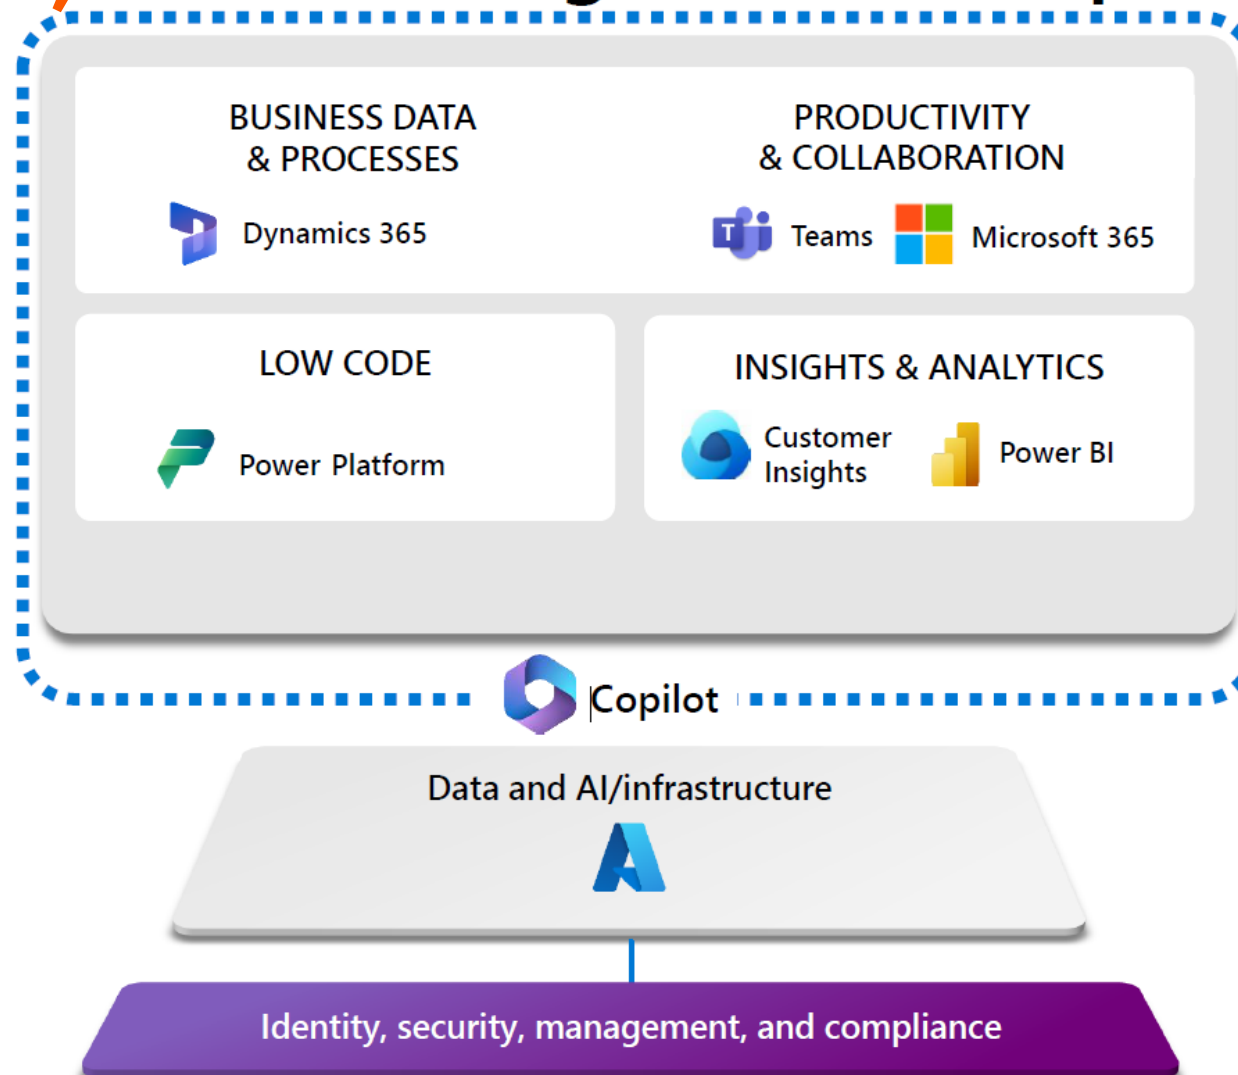 BUSINESS DATA
& PROCESSES
Dynamics 365
PRODUCTIVITY
& COLLABORATION
Teams
Microsoft 365
LOW CODE
Power Platform
INSIGHTS & ANALYTICS
Customer
Insights
Power BI
Copilot
Data and AI/infrastructure
Identity, security, management, and compliance